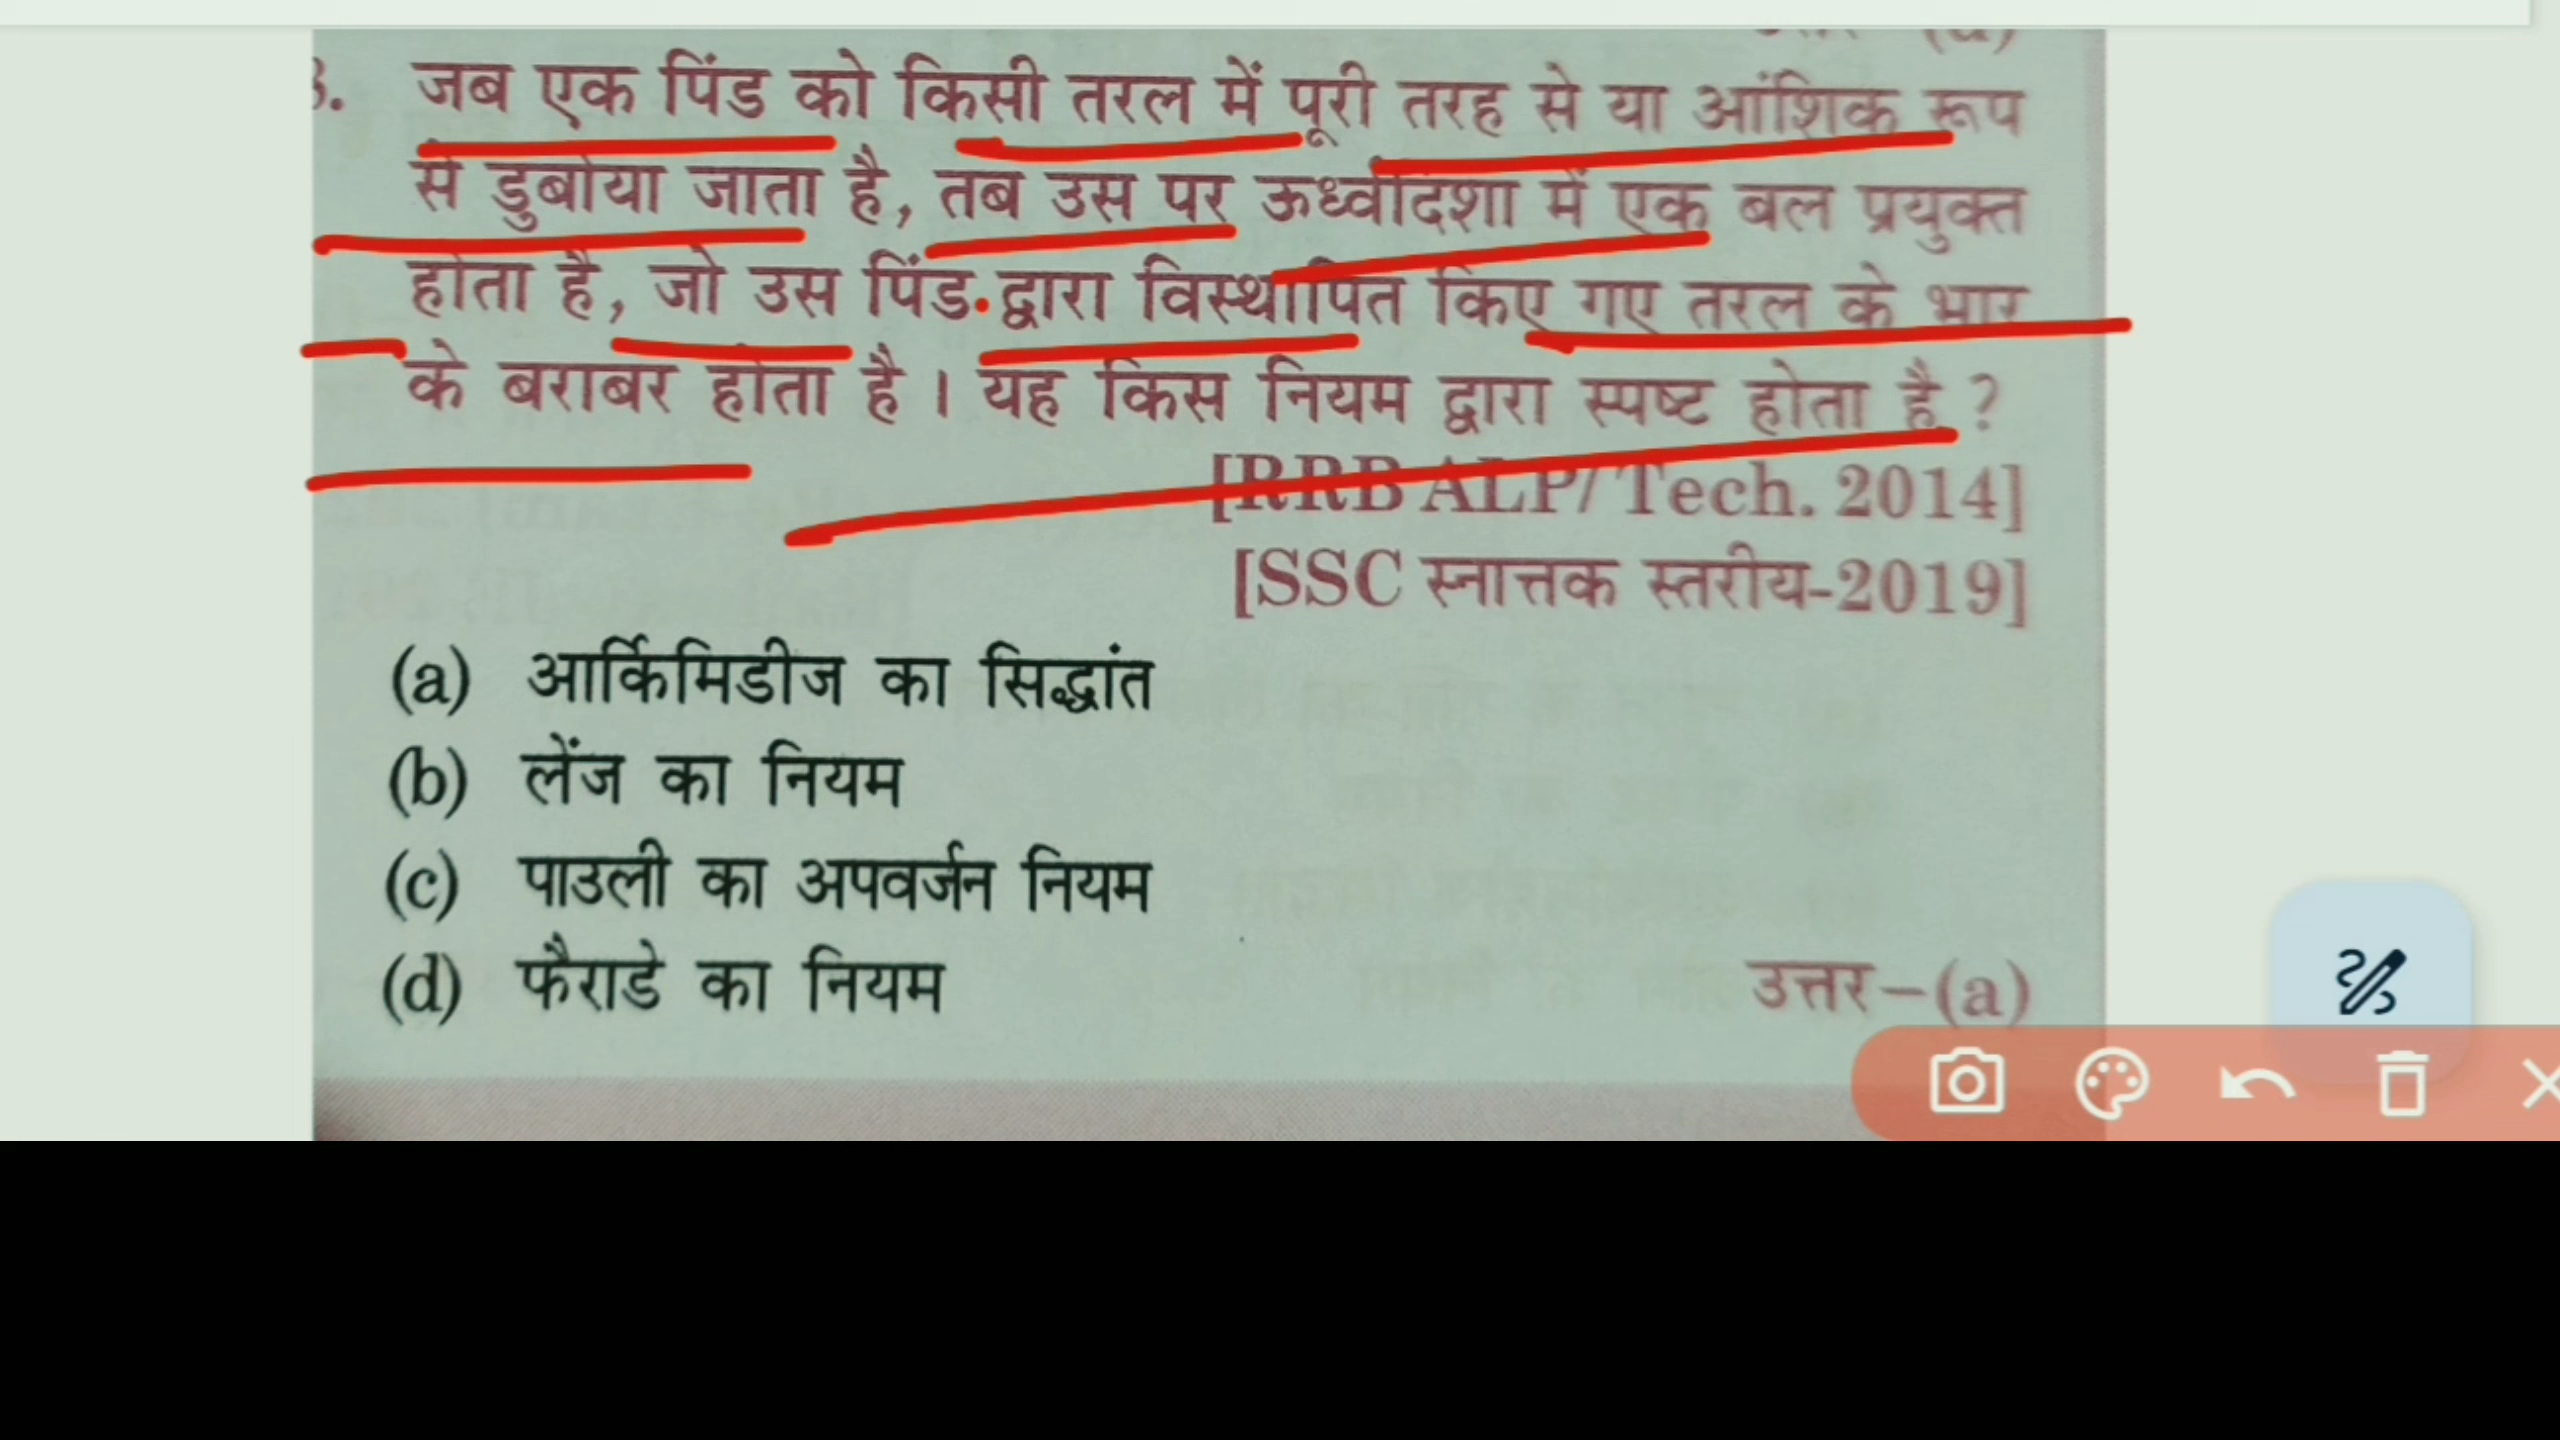 3. जब एक पिंड को किसी तरल में पूरी तरह से या आंशिक रूप
से डुबोया जाता है, तब उस पर ऊर्ध्वदिशा में एक बल प्रयुक्त
होता है, जो उस पिंड द्वारा विस्थापित किए गए तरल के भार
के बराबर होता है। यह किस नियम द्वारा स्पष्ट होता है ?
[RRB ALP/Tech. 2014]
[SSC स्नात्तक स्तरीय-2019]
(a) आर्किमिडीज का सिद्धांत
(b) लेंज का नियम
(c) पाउली का अपवर्जन नियम
(d) फैराडे का नियम
उत्तर–(a)